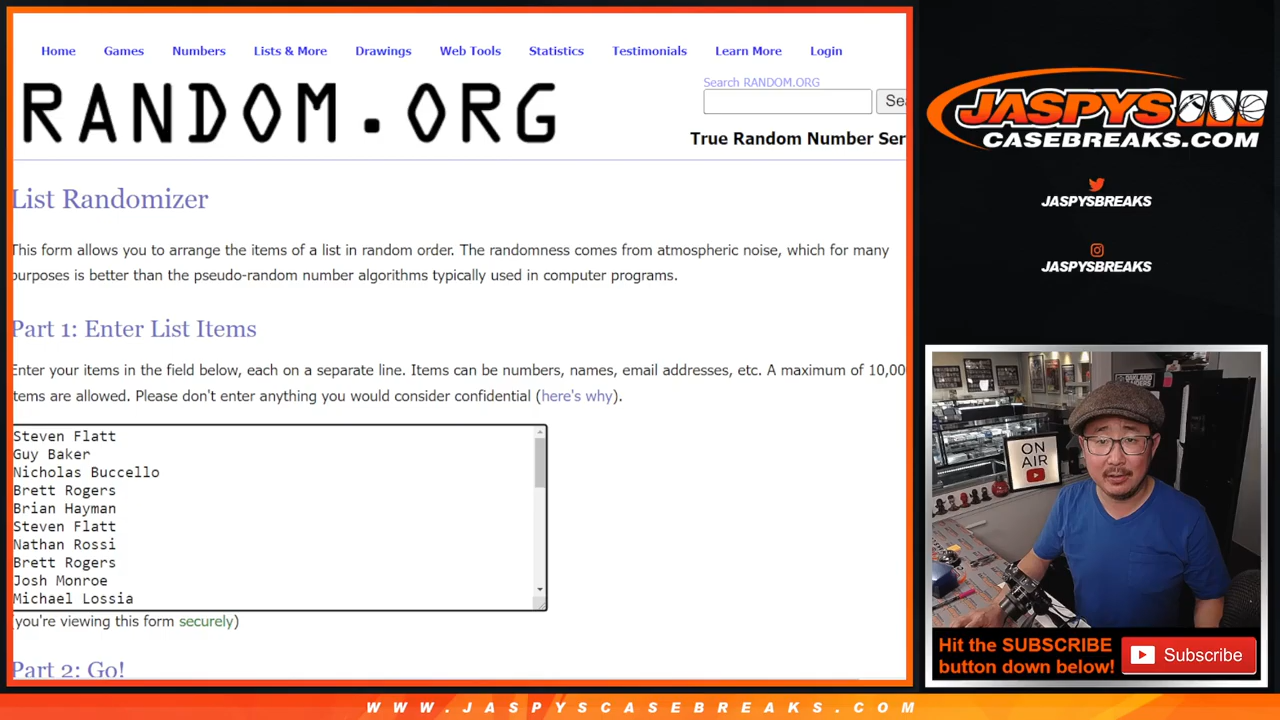 Home Games Numbers Lists & More Drawings Web Tools Statistics Testimonials Learn More Login
RANDOM.ORG
Search RANDOM.ORG
True Random Number Ser
List Randomizer
This form allows you to arrange the items of a list in random order. The randomness comes from atmospheric noise, which for many
purposes is better than the pseudo-random number algorithms typically used in computer programs.
Part 1: Enter List Items
Enter your items in the field below, each on a separate line. Items can be numbers, names, email addresses, etc. A maximum of 10,00
items are allowed. Please don't enter anything you would consider confidential (here's why).
Steven Flatt
Guy Baker
Nicholas Buccello
Brett Rogers
Brian Hayman
Steven Flatt
Nathan Rossi
Brett Rogers
Josh Monroe
Michael Lossia
(you're viewing this form securely)
Part 2: Go!
JASPYS
CASEBREAKS.COM
JASPYSBREAKS
JASPYSBREAKS
OAKLAND
ON
AIR
Hit the SUBSCRIBE
button down below!
Subscribe
WWW.JASPYSCASEBREAKS.COM